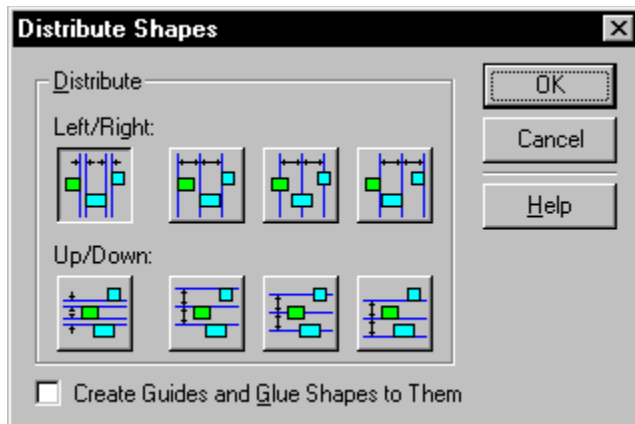 Distribute Shapes
Distribute
OK
Left/Right:
Cancel
Help
Up/Down:
Create Guides and Glue Shapes to Them